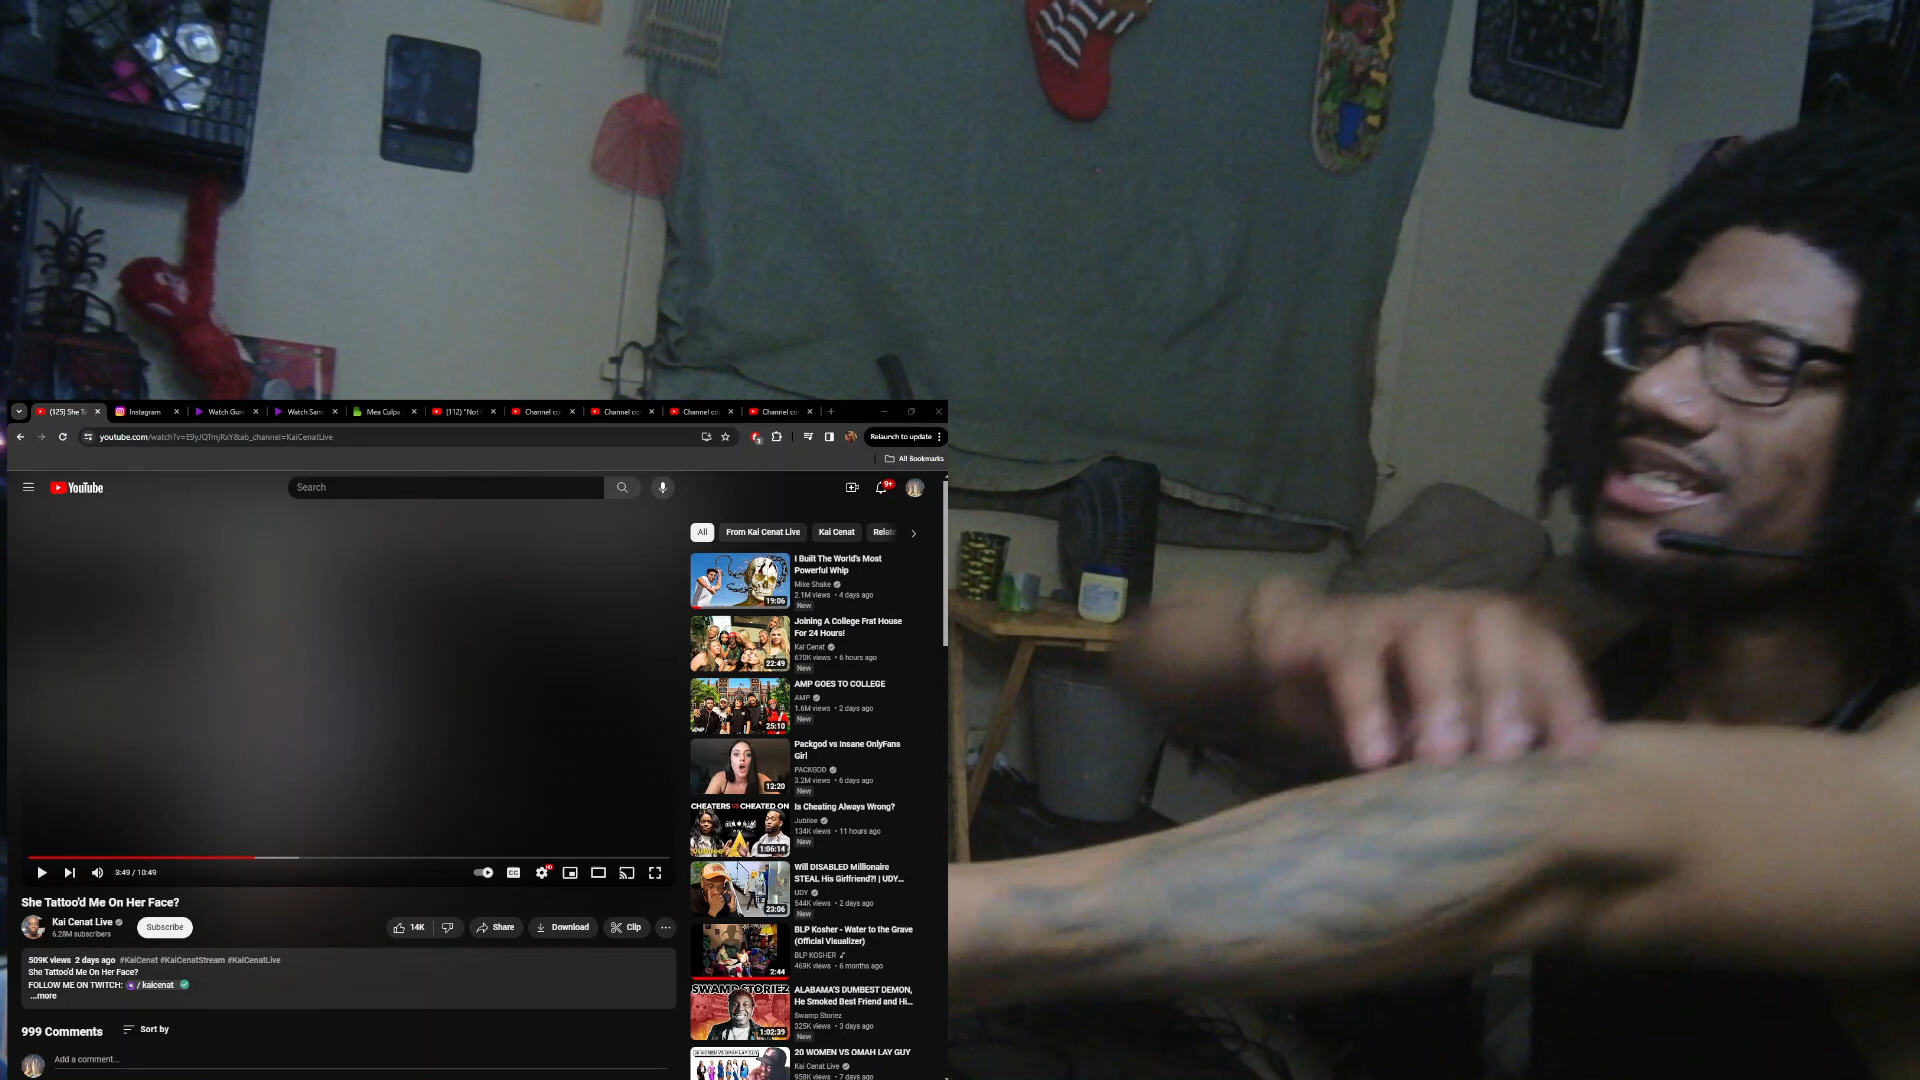 (125) She T
Instagram
Watch Gun
Watch Sam
Mea Culpa
(112) "Not
Channel co
Channel co
Channel co
Channel co
youtube.com/watch?v=E9yJQTmjRxY&ab_channel=KaiCenatLive
Relaunch to update
All Bookmarks
YouTube
Search
9+
All
From Kai Cenat Live
Kai Cenat
Relate
I Built The World's Most
Powerful Whip
Mike Shake
2.1M views • 4 days ago
New
19:06
Joining A College Frat House
For 24 Hours!
Kai Cenat
670K views • 6 hours ago
New
22:49
AMP GOES TO COLLEGE
AMP
1.6M views • 2 days ago
New
25:10
Packgod vs Insane OnlyFans
Girl
PACKGOD
3.2M views • 6 days ago
New
12:20
CHEATERS VS CHEATED ON
Is Cheating Always Wrong?
Jubilee
134K views • 11 hours ago
New
1:06:14
Will DISABLED Millionaire
STEAL His Girlfriend?! | UDY...
UDY
544K views • 2 days ago
New
23:06
BLP Kosher - Water to the Grave
(Official Visualizer)
BLP KOSHER
469K views • 6 months ago
2:44
SWAMP STORIEZ
ALABAMA'S DUMBEST DEMON,
He Smoked Best Friend and Hi...
Swamp Storiez
325K views • 3 days ago
New
1:02:39
20 WOMEN VS OMAH LAY GUY
20 WOMEN VS OMAH LAY GUY
Kai Cenat Live
958K views • 7 days ago
3:49 / 10:49
CC
HD
She Tattoo'd Me On Her Face?
Kai Cenat Live
6.28M subscribers
Subscribe
14K
Share
Download
Clip
509K views 2 days ago #KaiCenat #KaiCenatStream #KaiCenatLive
She Tattoo'd Me On Her Face?
FOLLOW ME ON TWITCH: / kaicenat
...more
999 Comments
Sort by
Add a comment...